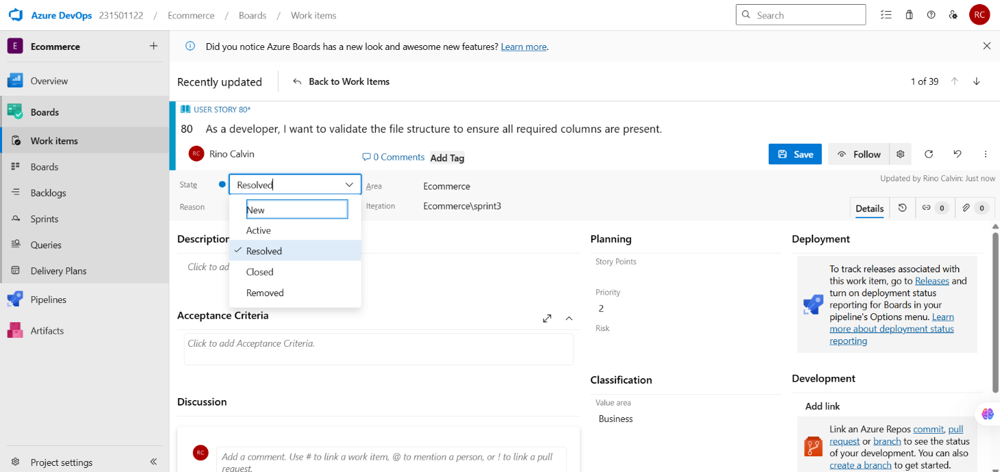 Azure DevOps 231501122 / Ecommerce / Boards / Work items
Search
RC
E Ecommerce
Did you notice Azure Boards has a new look and awesome new features? Learn more.
Overview
Boards
Work items
Boards
Backlogs
Sprints
Queries
Delivery Plans
Pipelines
Artifacts
Project settings
Recently updated
Back to Work Items
1 of 39
USER STORY 80*
80 As a developer, I want to validate the file structure to ensure all required columns are present.
RC Rino Calvin
0 Comments
Add Tag
Save
Follow
State
Resolved
Area
Ecommerce
Updated by Rino Calvin: Just now
Reason
Iteration
Ecommerce\sprint3
New
Active
Resolved
Closed
Removed
Details
0
0
Description
Click to ad
Acceptance Criteria
Click to add Acceptance Criteria.
Discussion
RC
Add a comment. Use # to link a work item, @ to mention a person, or ! to link a pull
request.
Planning
Story Points
Priority
2
Risk
Classification
Value area
Business
Deployment
To track releases associated with
this work item, go to Releases and
turn on deployment status
reporting for Boards in your
pipeline's Options menu. Learn
more about deployment status
reporting
Development
Add link
Link an Azure Repos commit, pull
request or branch to see the status
of your development. You can also
create a branch to get started.